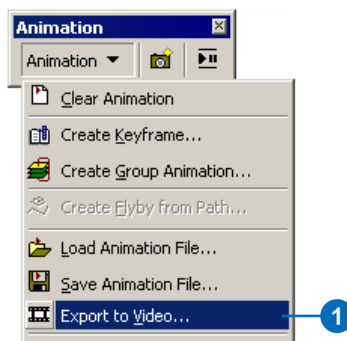 Animation
Animation
Clear Animation
Create Keyframe...
Create Group Animation...
Create Flyby from Path...
Load Animation File...
Save Animation File...
Export to Video...
1